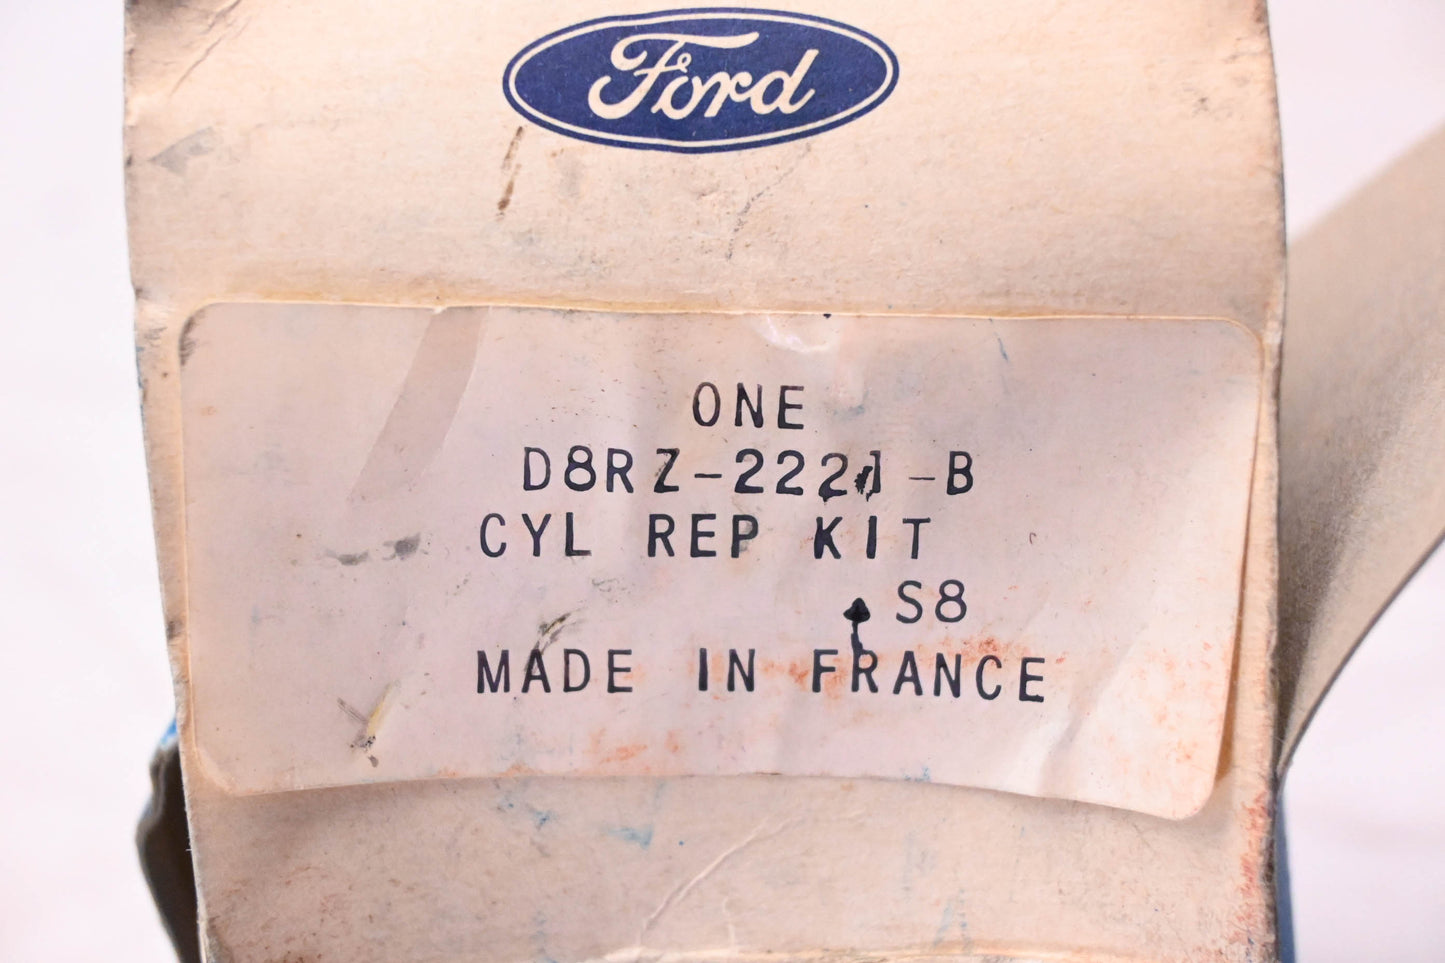 Ford
ONE
D8RZ-2221-B
CYL REP KIT
S8
MADE IN FRANCE